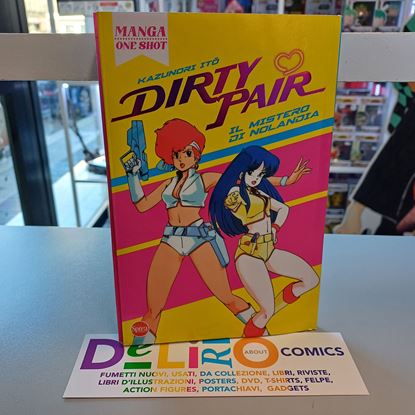 MANGA
ONE SHOT
KAZUNORI ITŌ
DIRTY
PAIR
IL MISTERO
DI NOLANDIA
Sprea
DELIRIO ABOUT COMICS
FUMETTI NUOVI, USATI, DA COLLEZIONE, LIBRI, RIVISTE,
LIBRI D'ILLUSTRAZIONI, POSTERS, DVD, T-SHIRTS, FELPE,
ACTION FIGURES, PORTACHIAVI, GADGETS